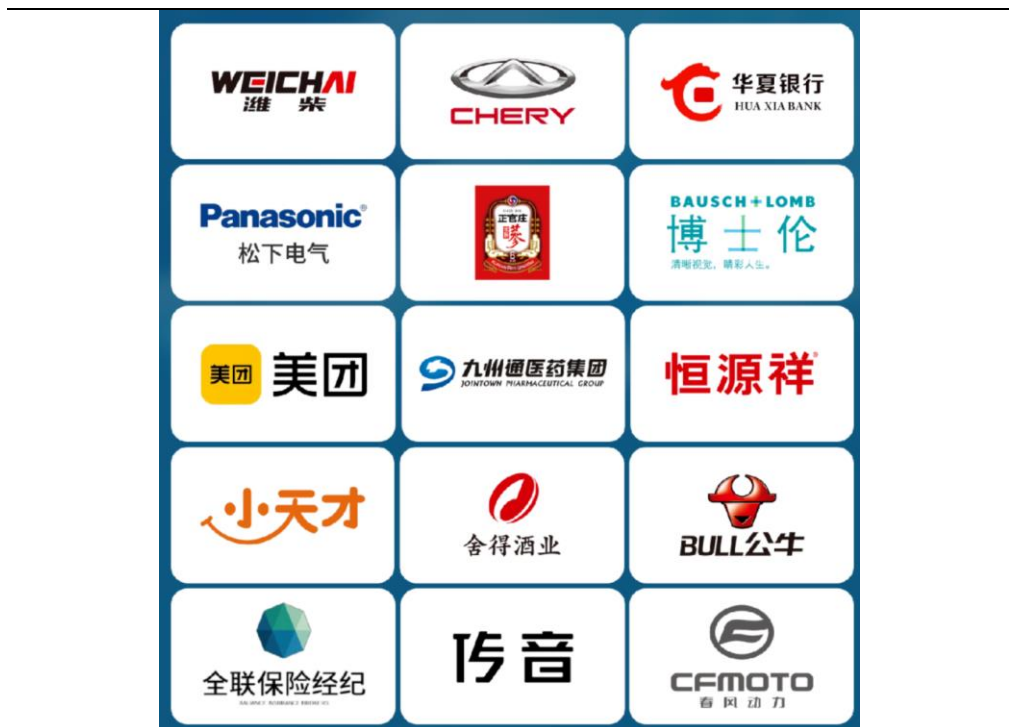 WEICHAI
潍柴
CHERY
华夏银行
HUA XIA BANK
Panasonic
松下电气
正官庄
BAUSCH+LOMB
博士伦
清晰视觉，睛彩人生。
美团 美团
九州通医药集团
JOINTOWN PHARMACEUTICAL GROUP
恒源祥®
小天才
舍得酒业
BULL公牛
全联保险经纪
传音
CFMOTO
春风动力